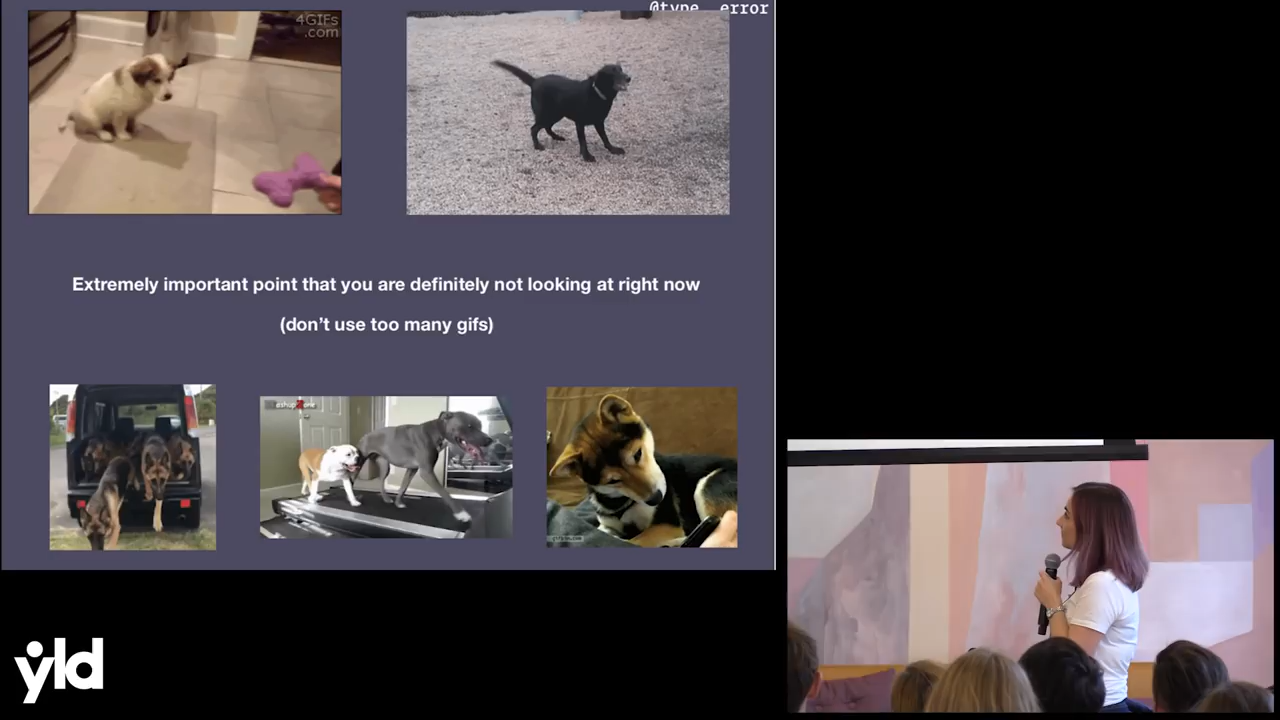 @type__error
4GIFs
.com
Extremely important point that you are definitely not looking at right now
(don’t use too many gifs)
yld